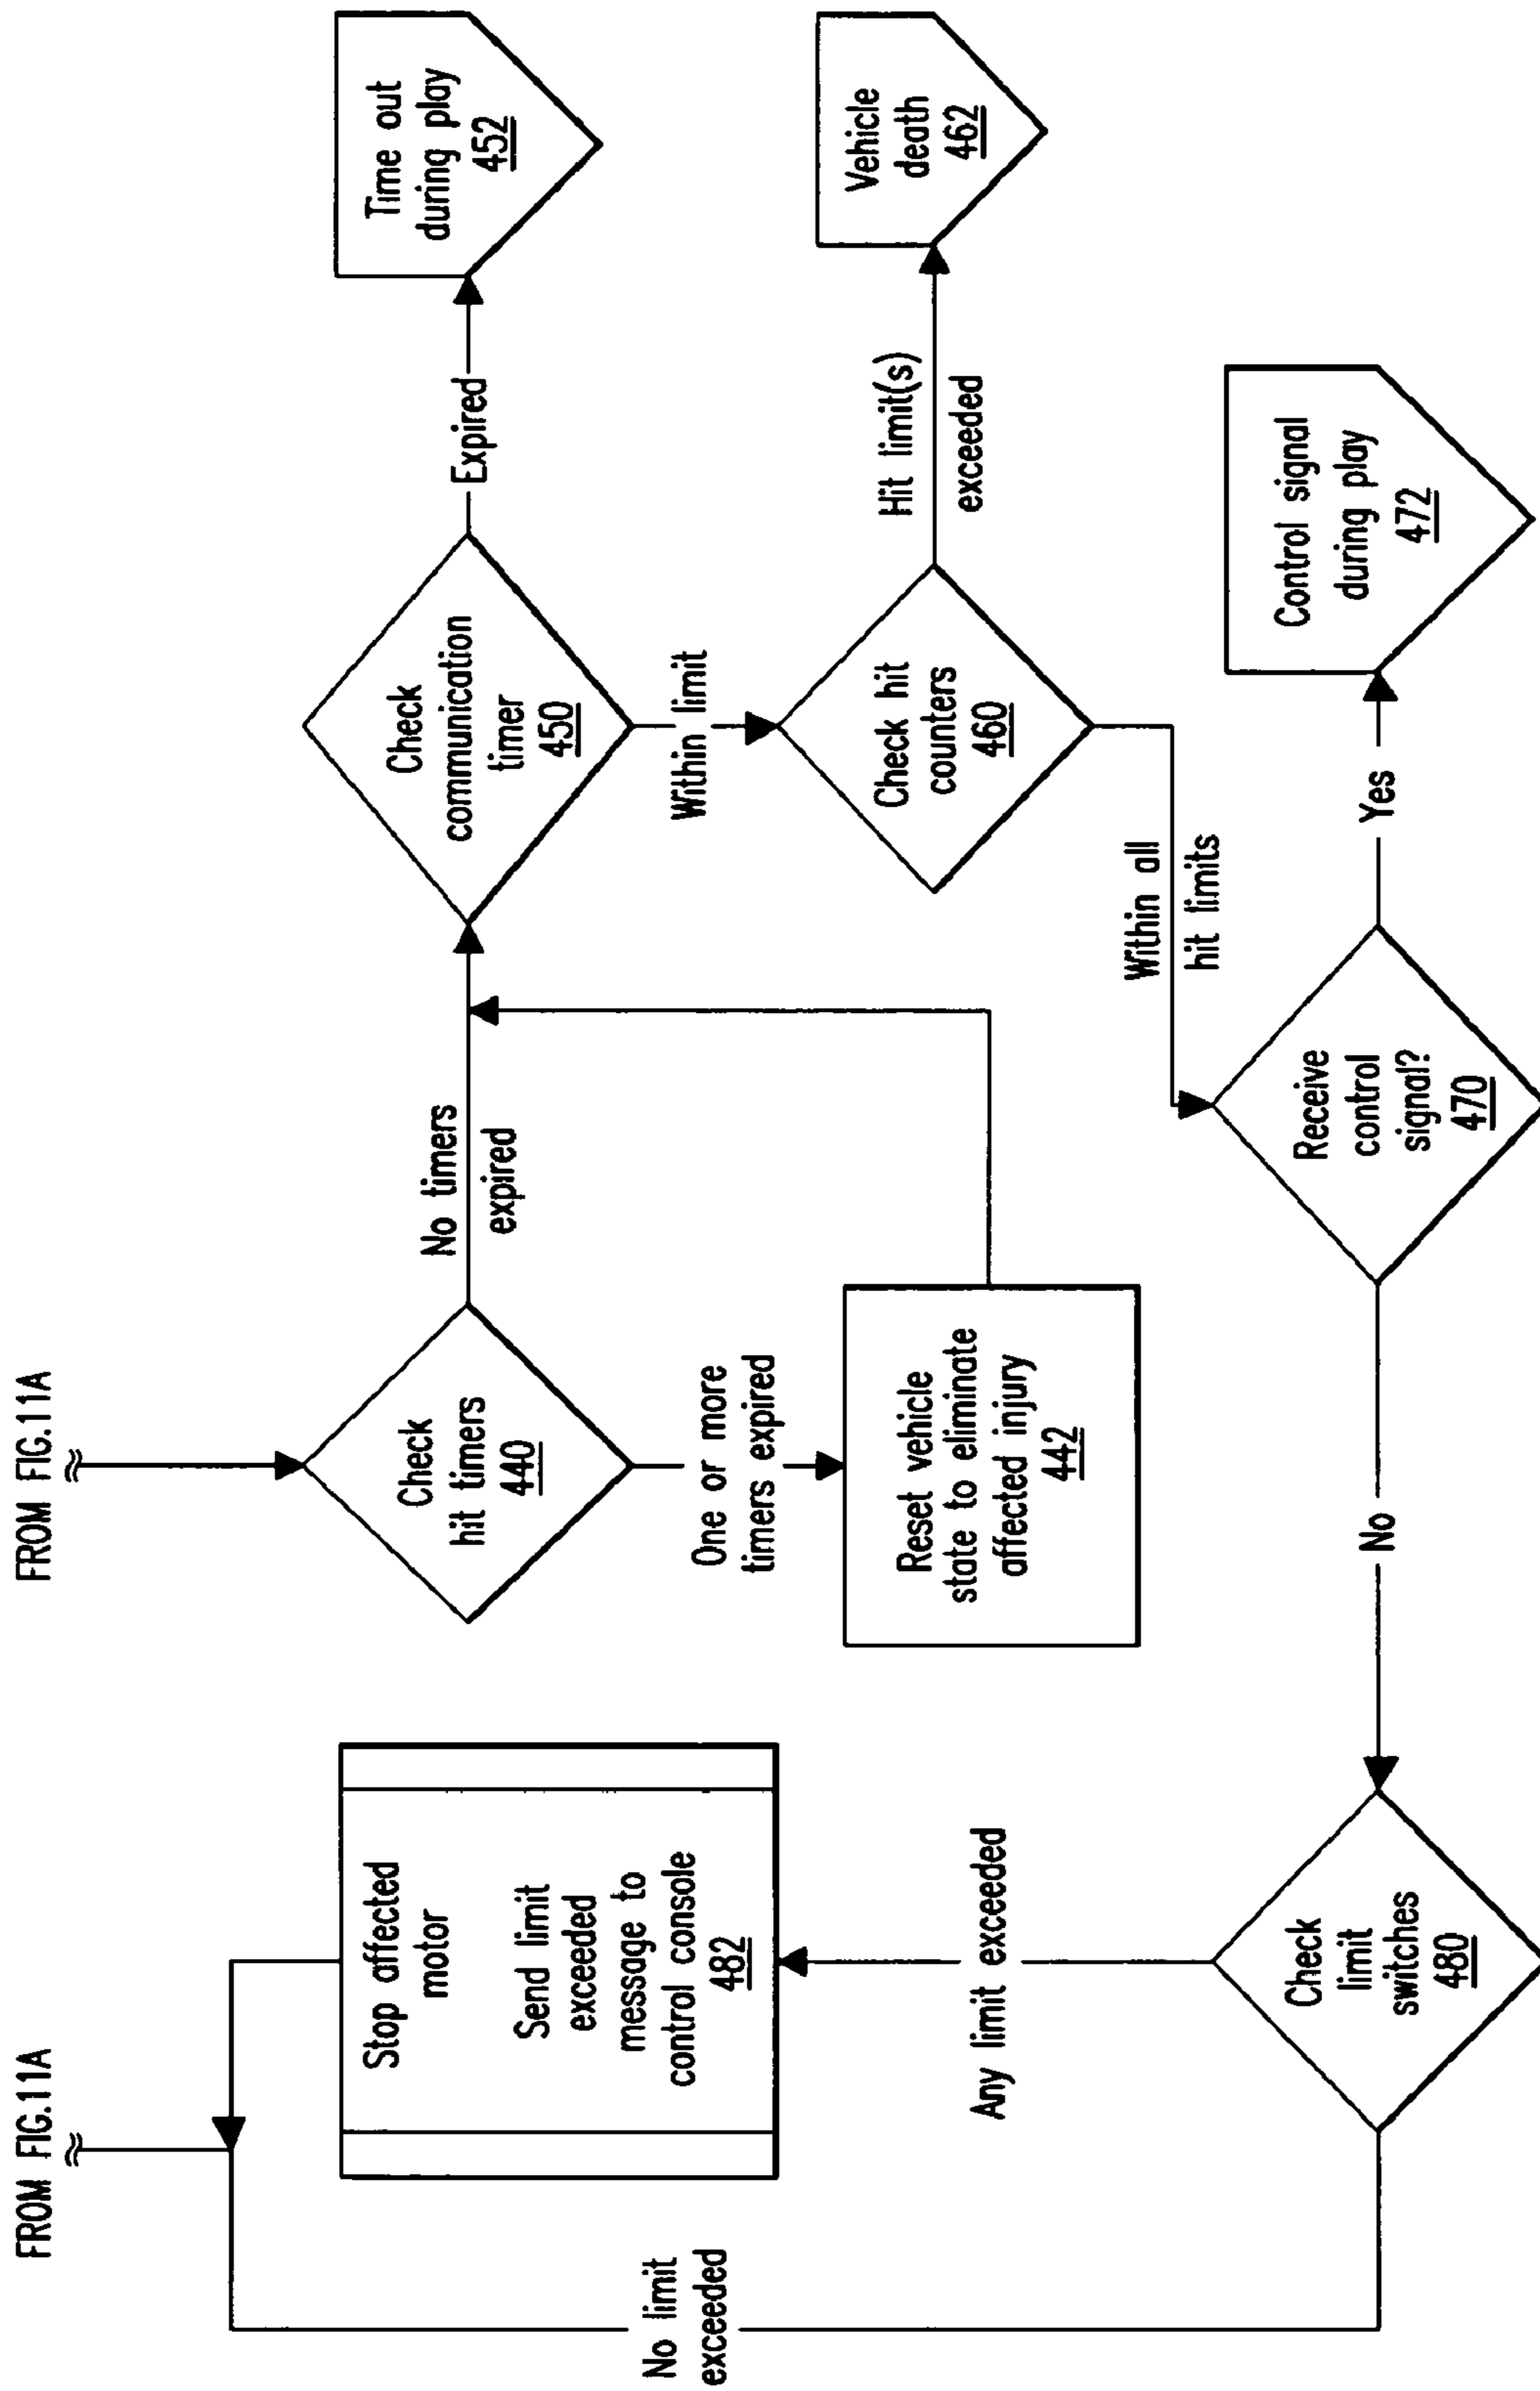 FROM FIG.11A
FROM FIG.11A
Check
hit timers
440
No timers
expired
One or more
timers expired
Reset vehicle
state to eliminate
affected injury
442
Check
communication
timer
450
Expired
Time out
during play
452
Within limit
Check hit
counters
460
Hit limit(s)
exceeded
Vehicle
death
462
Within all
hit limits
Receive
control
signal?
470
Yes
Control signal
during play
472
No
Check
limit
switches
480
Any limit exceeded
Stop affected
motor
Send limit
exceeded
message to
control console
482
No limit
exceeded